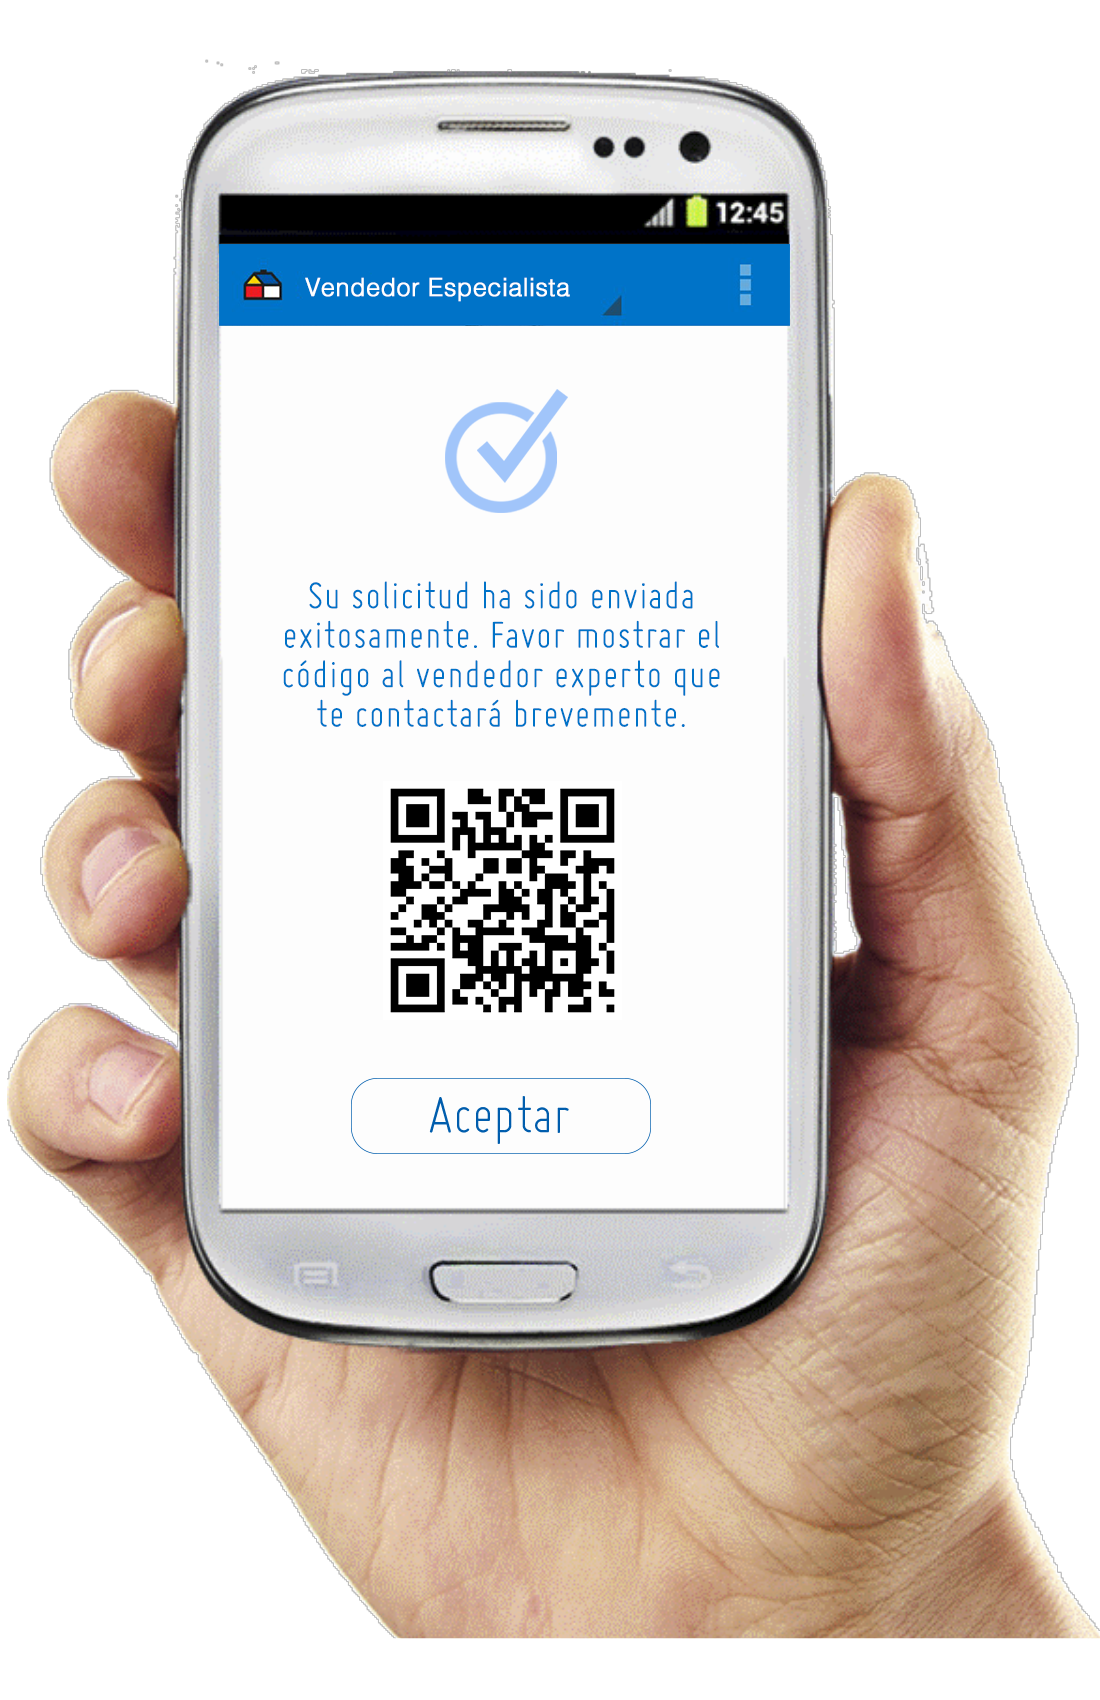 12:45
Vendedor Especialista
Su solicitud ha sido enviada
exitosamente. Favor mostrar el
código al vendedor experto que
te contactará brevemente.
Aceptar